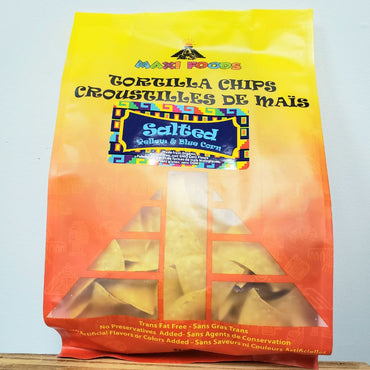 MAXI FOODS
TORTILLA CHIPS
CROUSTILLES DE MAÏS
Salted
Yellow & Blue Corn
Trans Fat Free - Sans Gras Trans
No Preservatives Added - Sans Agents de Conservation
Artificial Flavors or Colors Added - Sans Saveurs ni Couleurs Artificielles